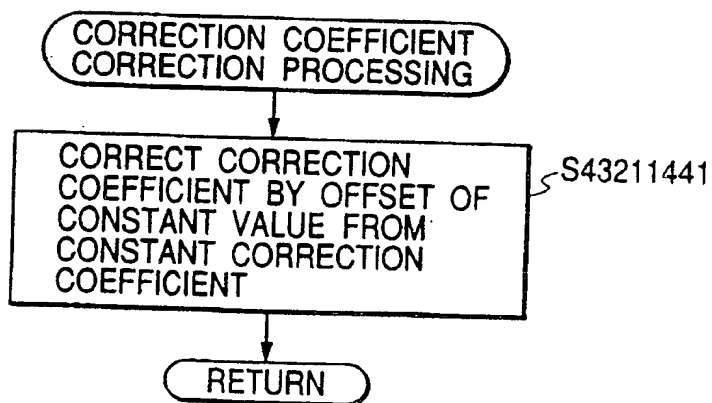 CORRECTION COEFFICIENT
CORRECTION PROCESSING
CORRECT CORRECTION
COEFFICIENT BY OFFSET OF
CONSTANT VALUE FROM
CONSTANT CORRECTION
COEFFICIENT
S43211441
RETURN